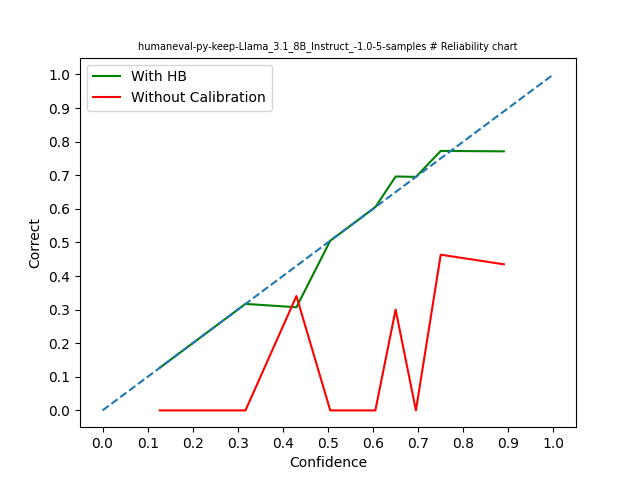 humaneval-py-keep-Llama_3.1_8B_Instruct_-1.0-5-samples # Reliability chart
With HB
Without Calibration
1.0
0.9
0.8
0.7
0.6
0.5
0.4
0.3
0.2
0.1
0.0
Correct
0.0 0.1 0.2 0.3 0.4 0.5 0.6 0.7 0.8 0.9 1.0
Confidence